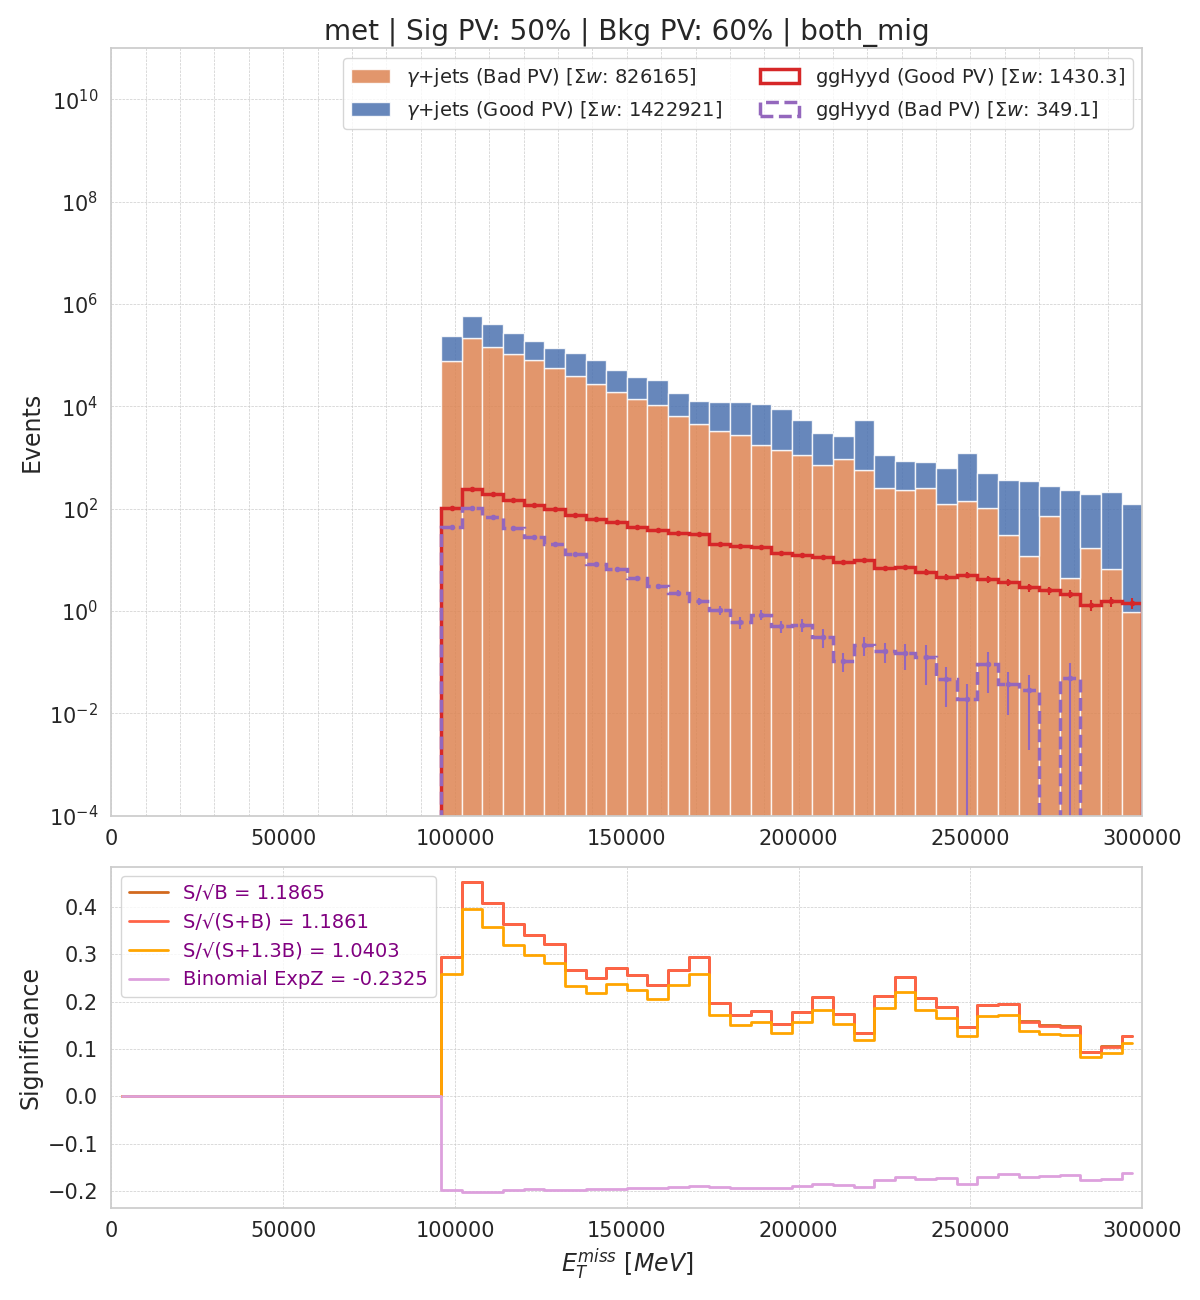 met | Sig PV: 50% | Bkg PV: 60% | both_mig
γ+jets (Bad PV) [Σw: 826165]
γ+jets (Good PV) [Σw: 1422921]
ggHyyd (Good PV) [Σw: 1430.3]
ggHyyd (Bad PV) [Σw: 349.1]
Events
10^10
10^8
10^6
10^4
10^2
10^0
10^−2
10^−4
0 50000 100000 150000 200000 250000 300000
S/√B = 1.1865
S/√(S+B) = 1.1861
S/√(S+1.3B) = 1.0403
Binomial ExpZ = -0.2325
Significance
0.4
0.3
0.2
0.1
0.0
−0.1
−0.2
0 50000 100000 150000 200000 250000 300000
E_T^miss [MeV]